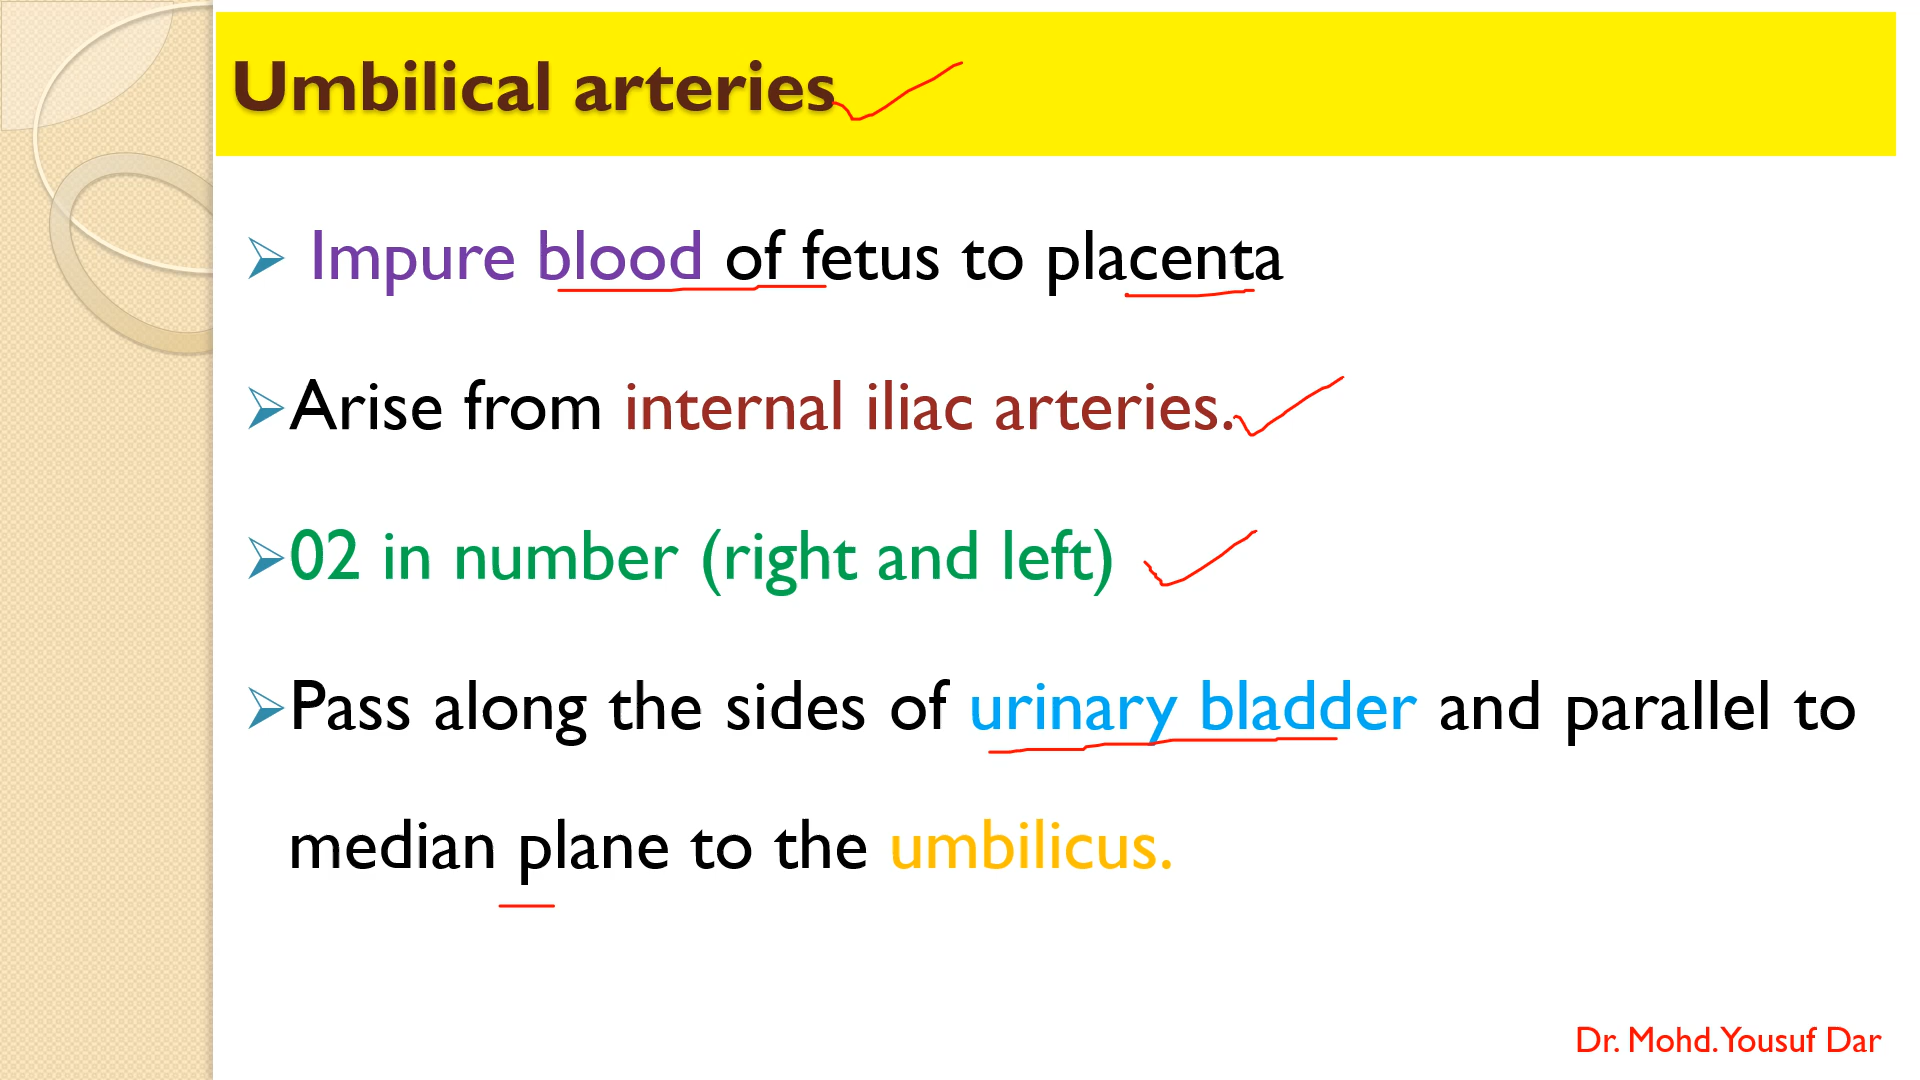 Umbilical arteries
Impure blood of fetus to placenta
Arise from internal iliac arteries.
02 in number (right and left)
Pass along the sides of urinary bladder and parallel to
median plane to the umbilicus.
Dr. Mohd. Yousuf Dar